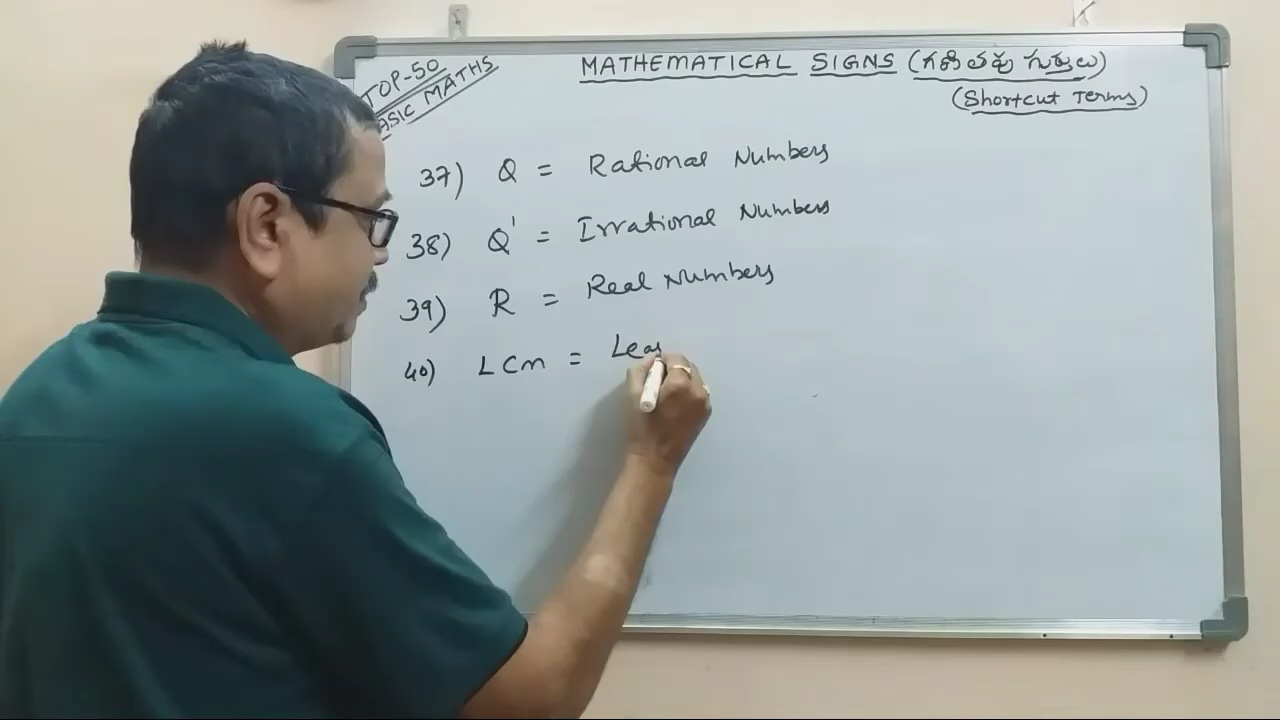 TOP-50
BASIC MATHS
MATHEMATICAL SIGNS (గణితపు గుర్తులు)
(Shortcut Terms)
37) Q = Rational Numbers
38) Q' = Irrational Numbers
39) R = Real Numbers
40) LCM = Leas